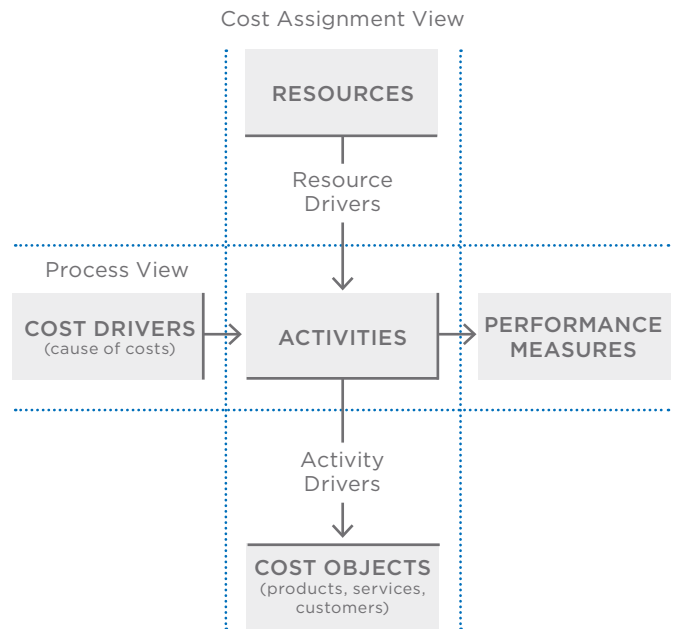 Cost Assignment View
RESOURCES
Resource
Drivers
Process View
COST DRIVERS
(cause of costs)
ACTIVITIES
PERFORMANCE
MEASURES
Activity
Drivers
COST OBJECTS
(products, services,
customers)